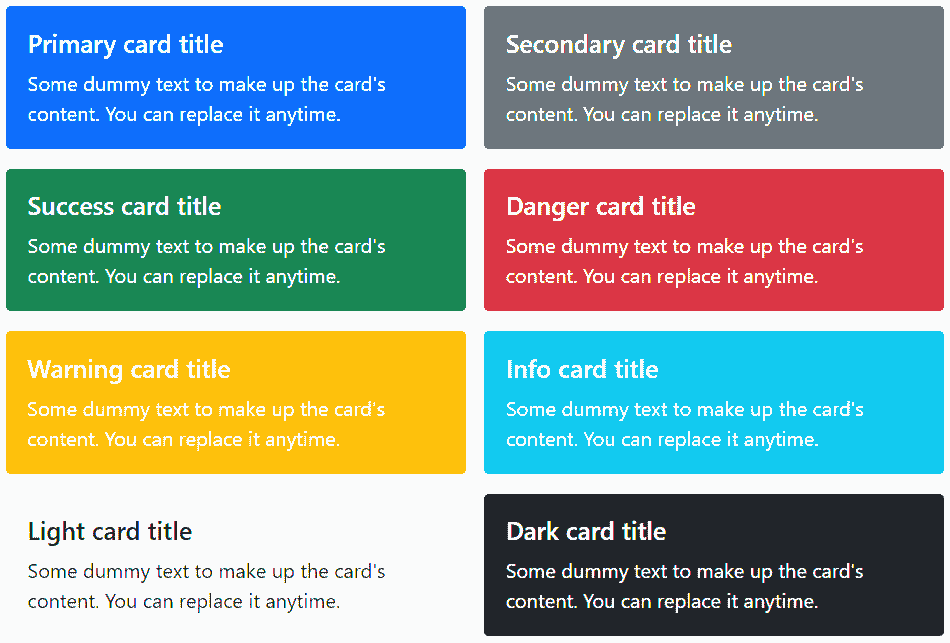 Primary card title
Some dummy text to make up the card's
content. You can replace it anytime.
Secondary card title
Some dummy text to make up the card's
content. You can replace it anytime.
Success card title
Some dummy text to make up the card's
content. You can replace it anytime.
Danger card title
Some dummy text to make up the card's
content. You can replace it anytime.
Warning card title
Some dummy text to make up the card's
content. You can replace it anytime.
Info card title
Some dummy text to make up the card's
content. You can replace it anytime.
Light card title
Some dummy text to make up the card's
content. You can replace it anytime.
Dark card title
Some dummy text to make up the card's
content. You can replace it anytime.